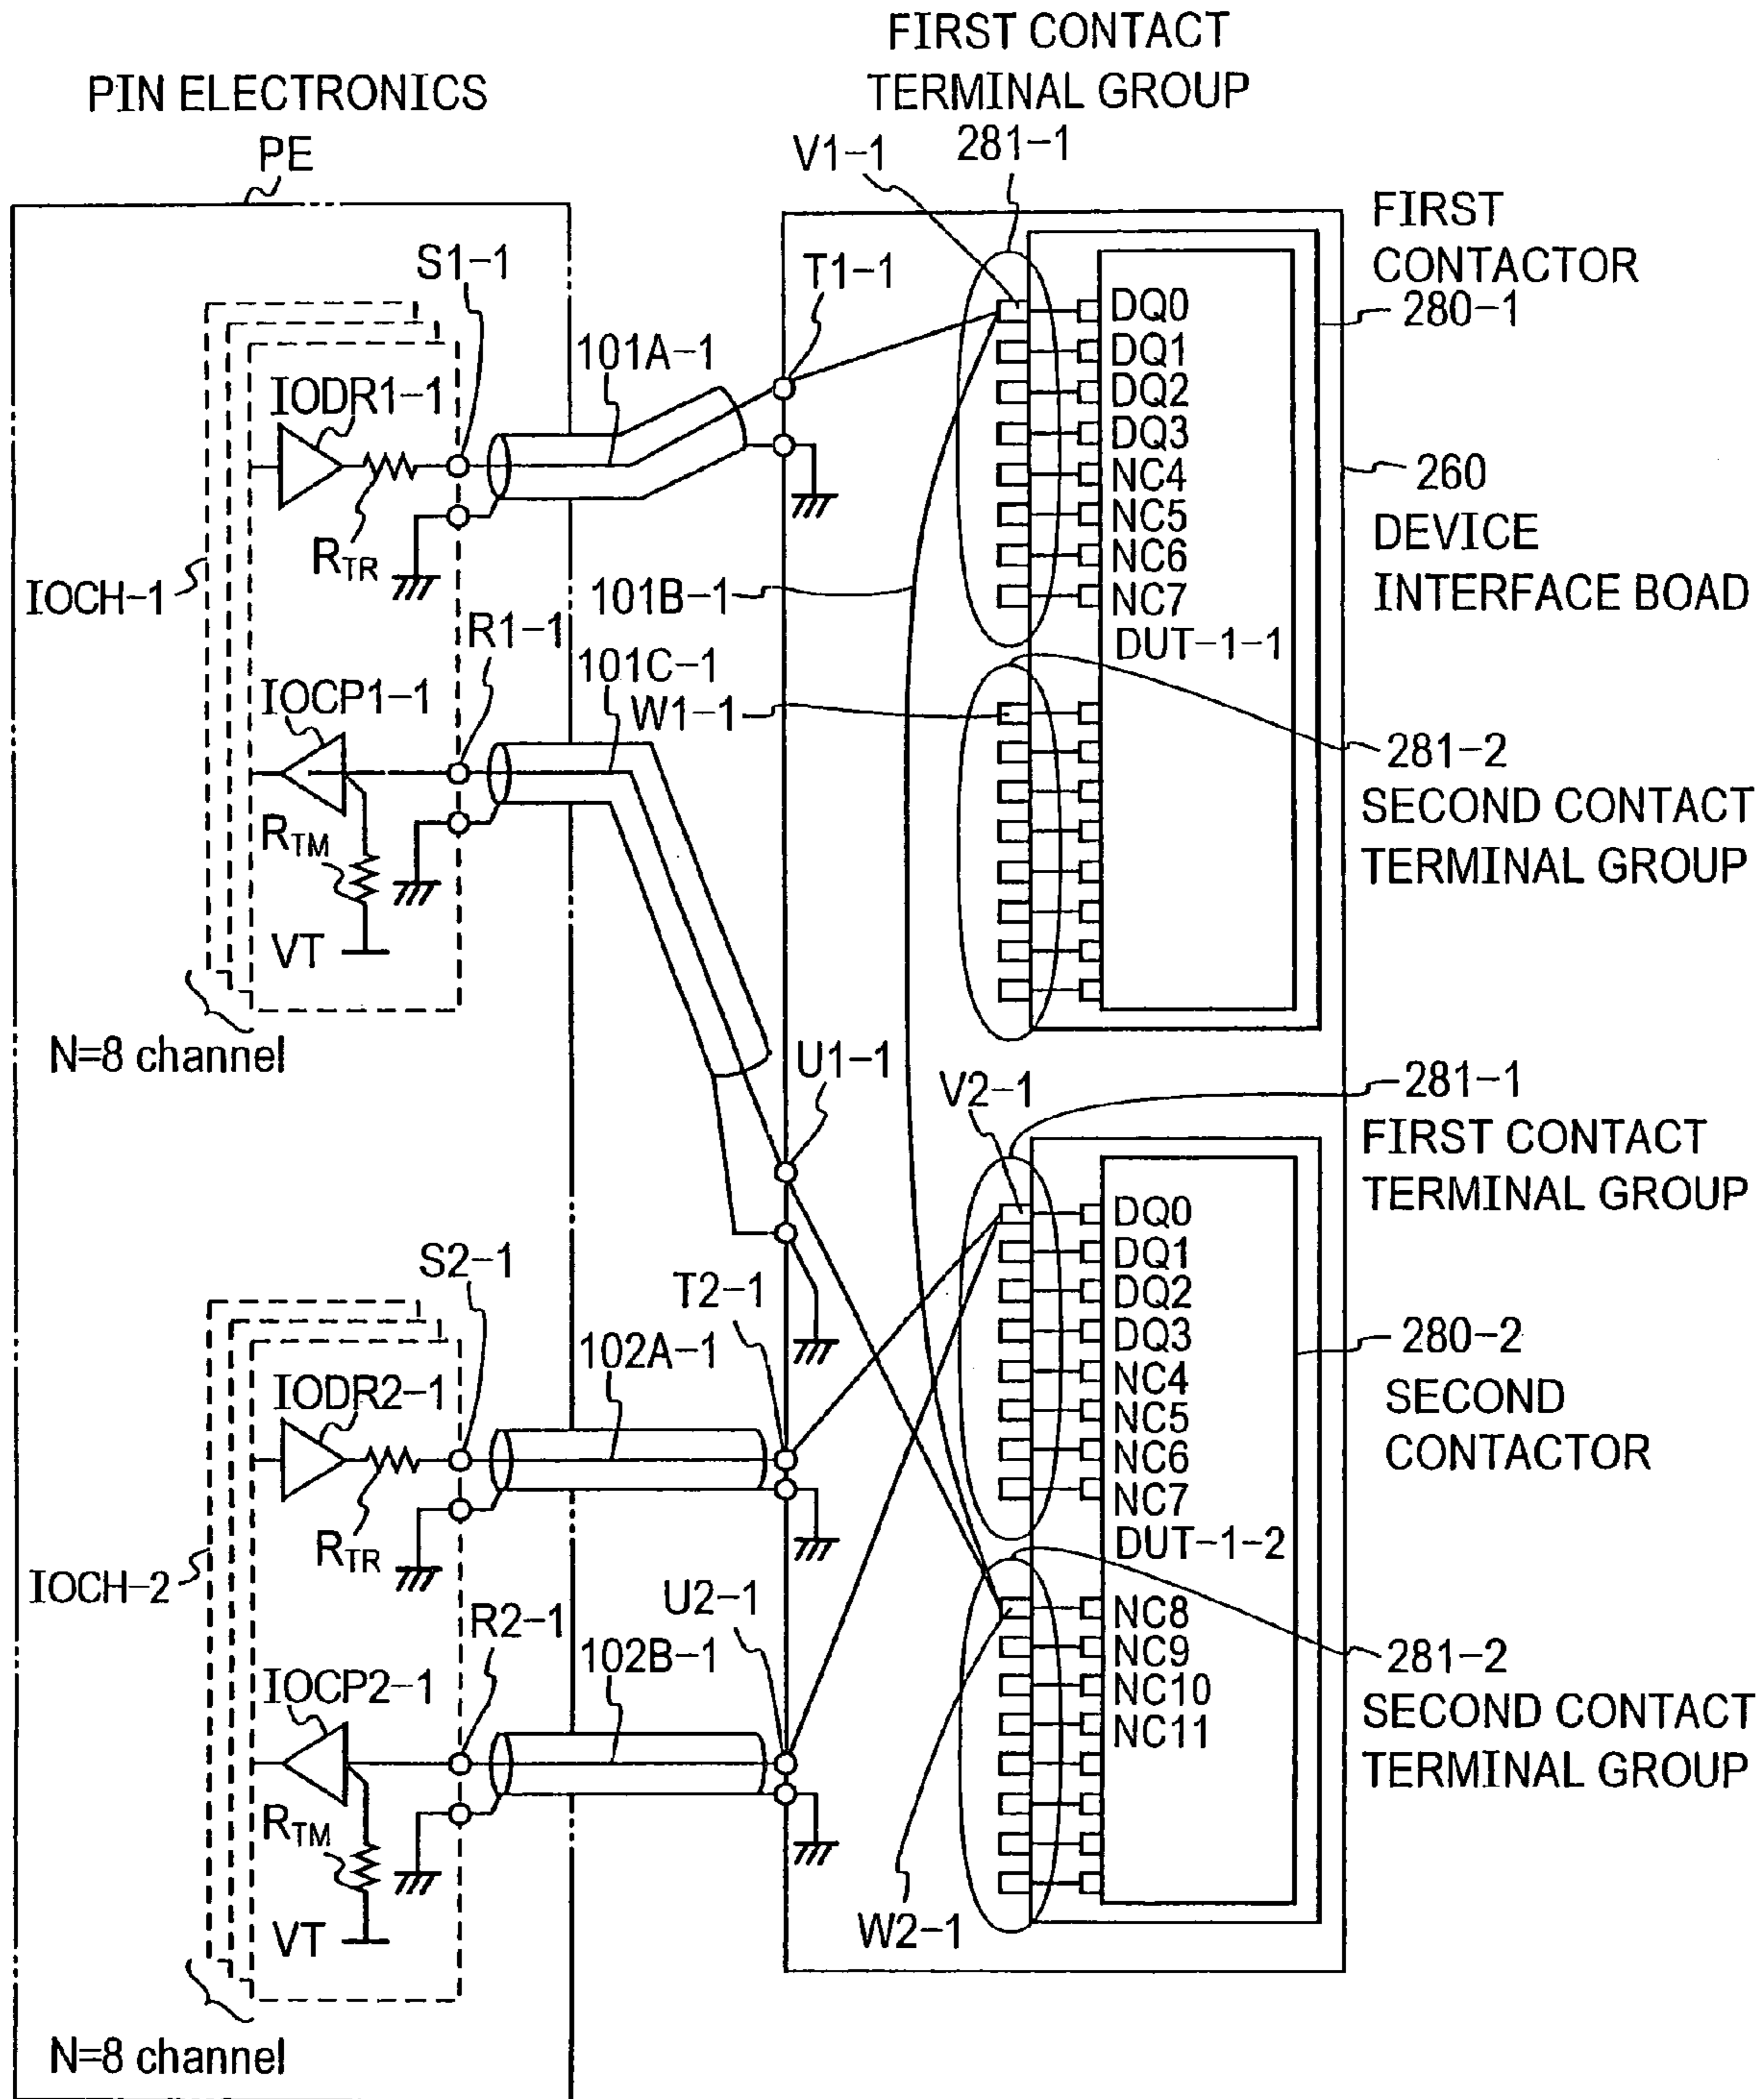 FIRST CONTACT
TERMINAL GROUP
281-1
PIN ELECTRONICS
PE
V1-1
FIRST
CONTACTOR
280-1
S1-1
T1-1
101A-1
IODR1-1
RTR
IOCH-1
DQ0
DQ1
DQ2
DQ3
NC4
NC5
NC6
NC7
DUT-1-1
260
DEVICE
INTERFACE BOAD
101B-1
R1-1
101C-1
W1-1
IOCP1-1
RTM
VT
N=8 channel
281-2
SECOND CONTACT
TERMINAL GROUP
U1-1
V2-1
281-1
FIRST CONTACT
TERMINAL GROUP
S2-1
T2-1
102A-1
IODR2-1
RTR
IOCH-2
DQ0
DQ1
DQ2
DQ3
NC4
NC5
NC6
NC7
DUT-1-2
280-2
SECOND
CONTACTOR
R2-1
U2-1
102B-1
IOCP2-1
RTM
VT
NC8
NC9
NC10
NC11
281-2
SECOND CONTACT
TERMINAL GROUP
W2-1
N=8 channel